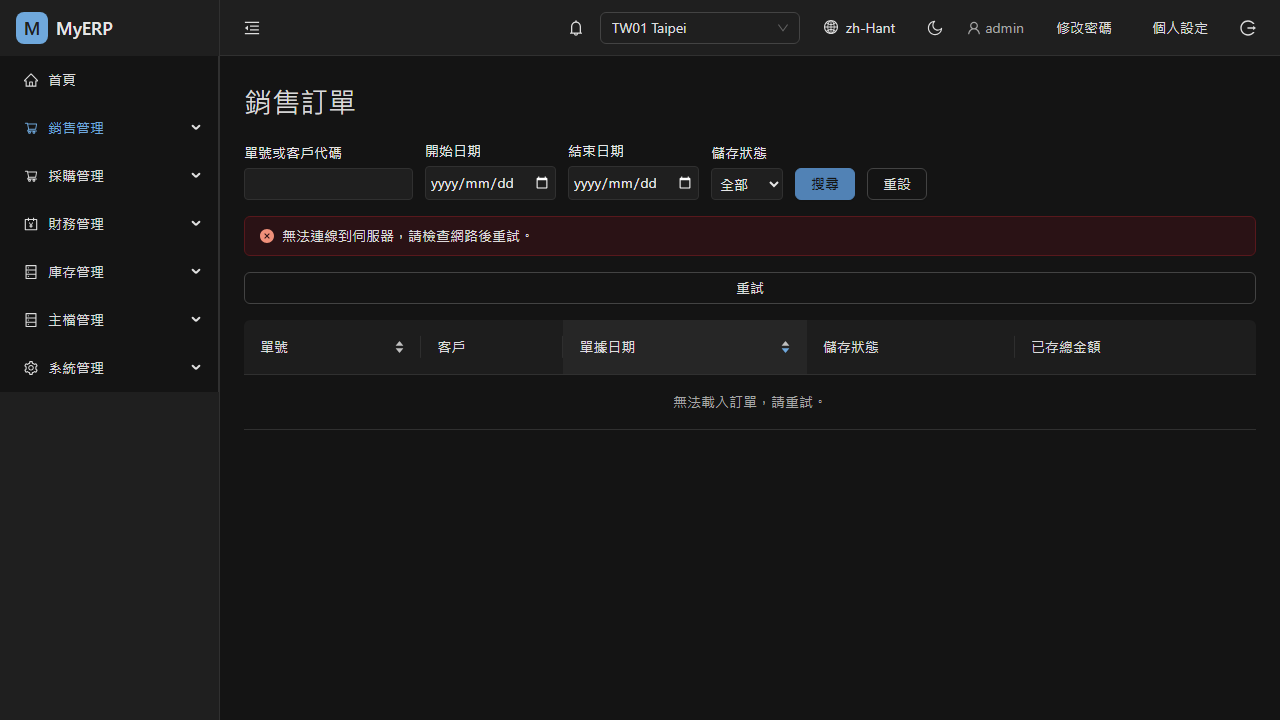 M MyERP
TW01 Taipei
zh-Hant
admin
修改密碼
個人設定
首頁
銷售管理
採購管理
財務管理
庫存管理
主檔管理
系統管理
銷售訂單
單號或客戶代碼
開始日期
結束日期
儲存狀態
yyyy/mm/dd
yyyy/mm/dd
全部
搜尋
重設
無法連線到伺服器，請檢查網路後重試。
重試
單號 客戶 單據日期 儲存狀態 已存總金額
無法載入訂單，請重試。